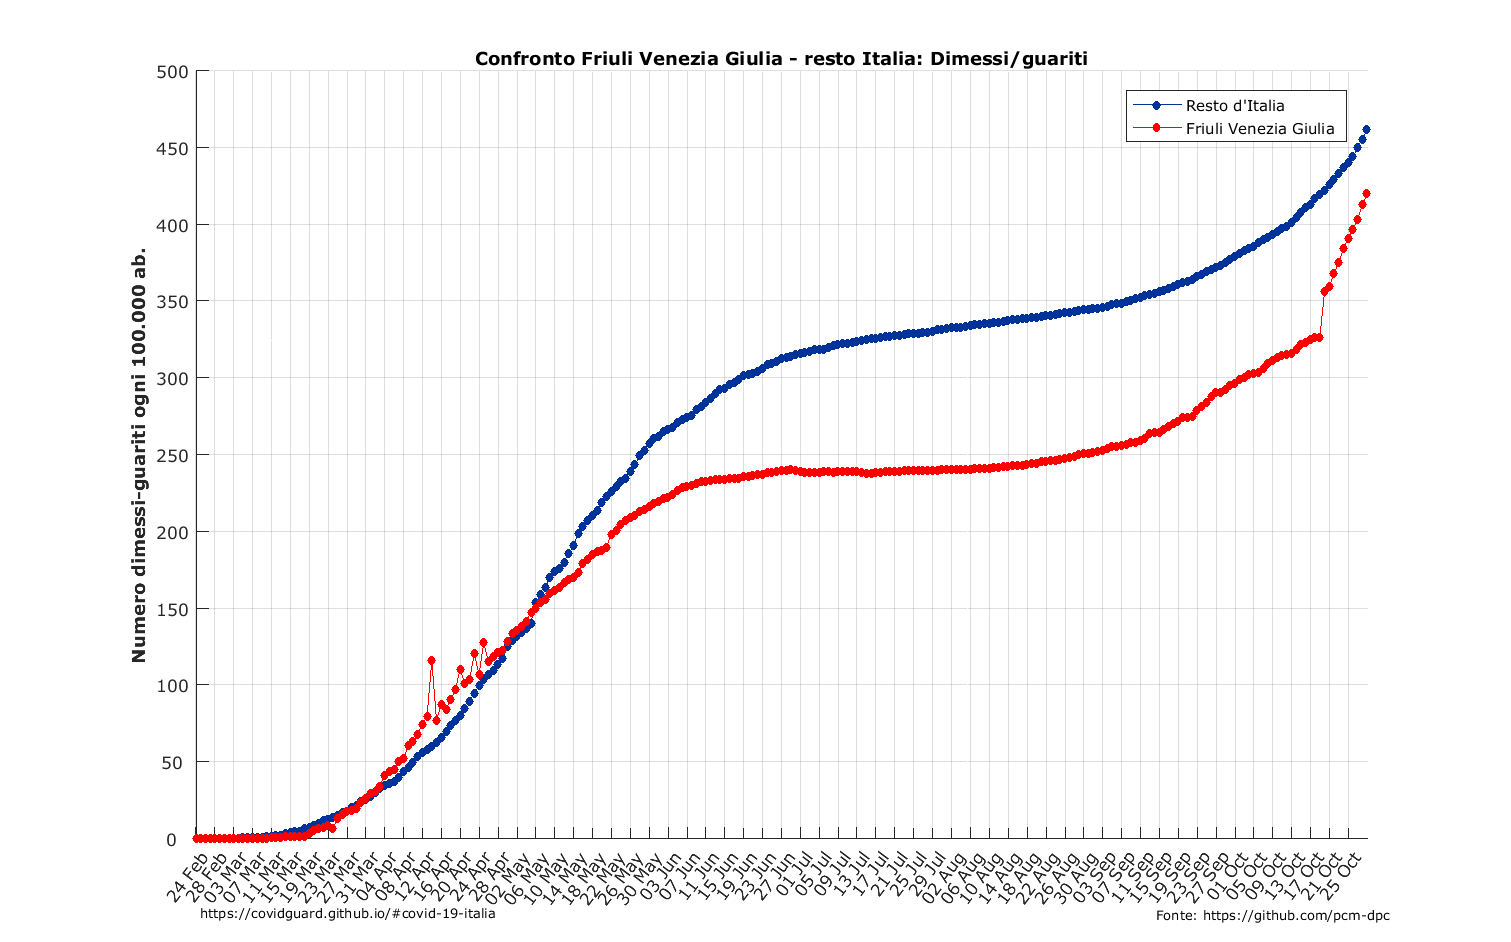 Confronto Friuli Venezia Giulia - resto Italia: Dimessi/guariti
Resto d'Italia
Friuli Venezia Giulia
Numero dimessi-guariti ogni 100.000 ab.
500
450
400
350
300
250
200
150
100
50
0
24 Feb
28 Feb
03 Mar
07 Mar
11 Mar
15 Mar
19 Mar
23 Mar
27 Mar
31 Mar
04 Apr
08 Apr
12 Apr
16 Apr
20 Apr
24 Apr
28 Apr
02 May
06 May
10 May
14 May
18 May
22 May
26 May
30 May
03 Jun
07 Jun
11 Jun
15 Jun
19 Jun
23 Jun
27 Jun
01 Jul
05 Jul
09 Jul
13 Jul
17 Jul
21 Jul
25 Jul
29 Jul
02 Aug
06 Aug
10 Aug
14 Aug
18 Aug
22 Aug
26 Aug
30 Aug
03 Sep
07 Sep
11 Sep
15 Sep
19 Sep
23 Sep
27 Sep
01 Oct
05 Oct
09 Oct
13 Oct
17 Oct
21 Oct
25 Oct
https://covidguard.github.io/#covid-19-italia
Fonte: https://github.com/pcm-dpc